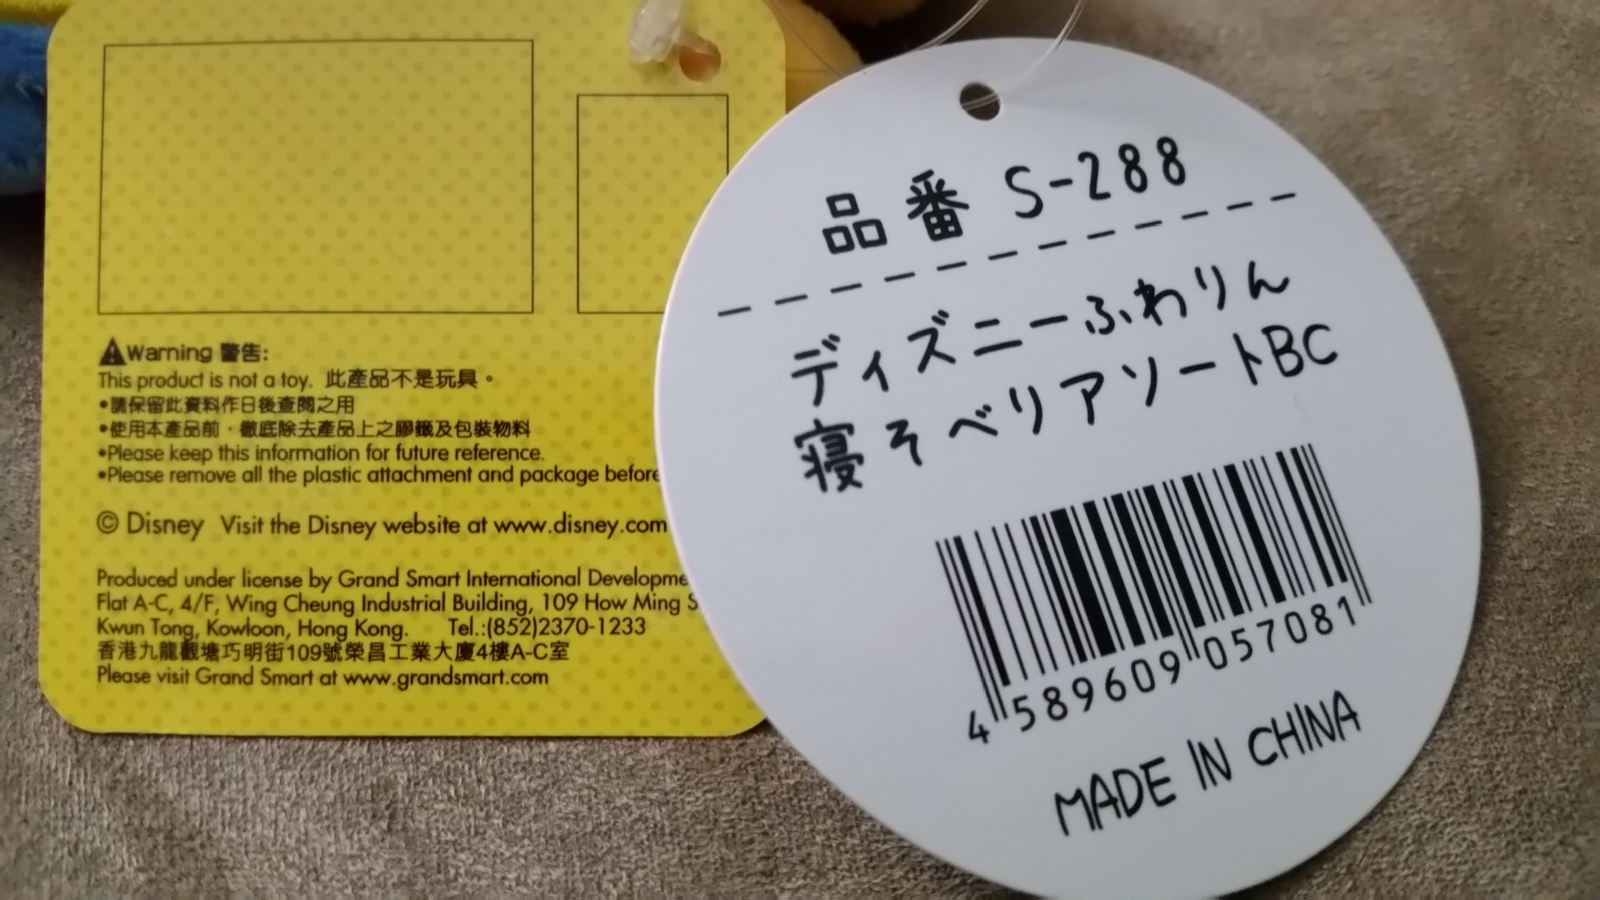 Warning 警告:
This product is not a toy. 此產品不是玩具。
•請保留此資料作日後查閱之用
•使用本產品前，徹底除去產品上之膠籤及包裝物料
•Please keep this information for future reference.
•Please remove all the plastic attachment and package before
© Disney Visit the Disney website at www.disney.com
Produced under license by Grand Smart International
Flat A-C, 4/F, Wing Cheung Industrial Building, 109 How Ming
Kwun Tong, Kowloon, Hong Kong. Tel.:(852)2370-1233
香港九龍觀塘巧明街109號榮昌工業大廈4樓A-C室
Please visit Grand Smart at www.grandsmart.com
品番 S-288
ディズニーふわりん
寝そべりアソートBC
4 589609 057081
MADE IN CHINA